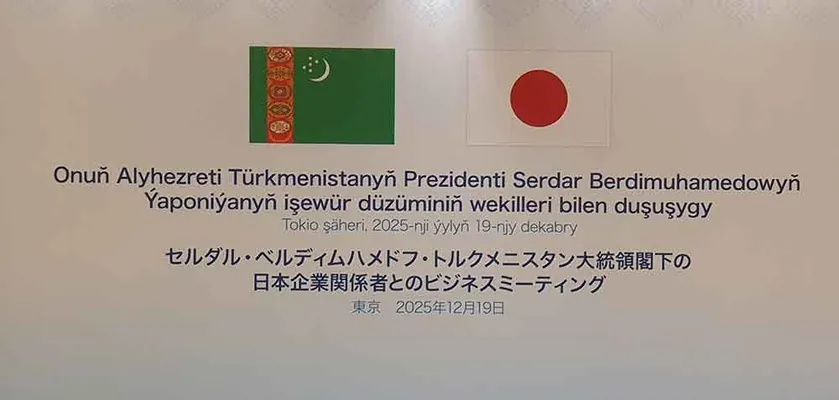 Onuň Alyhezreti Türkmenistanyň Prezidenti Serdar Berdimuhamedowyň
Ýaponiýanyň işewür düzüminiň wekilleri bilen duşuşygy
Tokio şäheri, 2025-nji ýylyň 19-njy dekabry
セルダル・ベルディムハメドフ・トルクメニスタン大統領閣下の
日本企業関係者とのビジネスミーティング
東京　2025年12月19日